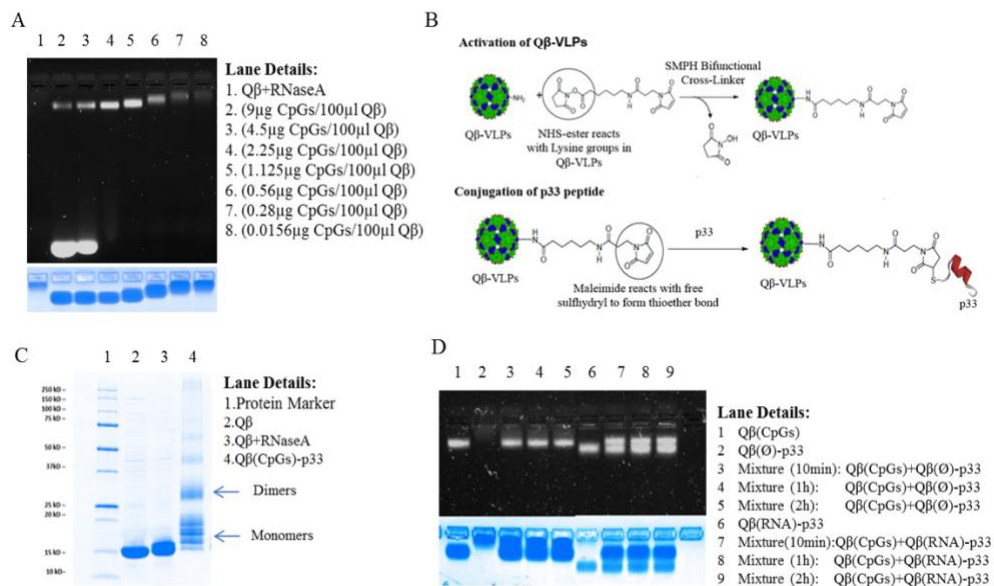 A
1 2 3 4 5 6 7 8
Lane Details:
1. Qβ+RNaseA
2. (9µg CpGs/100µl Qβ)
3. (4.5µg CpGs/100µl Qβ)
4. (2.25µg CpGs/100µl Qβ)
5. (1.125µg CpGs/100µl Qβ)
6. (0.56µg CpGs/100µl Qβ)
7. (0.28µg CpGs/100µl Qβ)
8. (0.0156µg CpGs/100µl Qβ)
B
Activation of Qβ-VLPs
SMPH Bifunctional
Cross-Linker
Qβ-VLPs
NHS-ester reacts
with Lysine groups in
Qβ-VLPs
Qβ-VLPs
Conjugation of p33 peptide
p33
Qβ-VLPs
Maleimide reacts with free
sulfhydryl to form thioether bond
Qβ-VLPs
p33
C
1 2 3 4
250 kD
150 kD
100 kD
75 kD
50 kD
37kD
25 kD
20 kD
15 kD
10 kD
Lane Details:
1.Protein Marker
2.Qβ
3.Qβ+RNaseA
4.Qβ(CpGs)-p33
Dimers
Monomers
D
1 2 3 4 5 6 7 8 9
Lane Details:
1 Qβ(CpGs)
2 Qβ(Ø)-p33
3 Mixture (10min): Qβ(CpGs)+Qβ(Ø)-p33
4 Mixture (1h): Qβ(CpGs)+Qβ(Ø)-p33
5 Mixture (2h): Qβ(CpGs)+Qβ(Ø)-p33
6 Qβ(RNA)-p33
7 Mixture(10min):Qβ(CpGs)+Qβ(RNA)-p33
8 Mixture (1h): Qβ(CpGs)+Qβ(RNA)-p33
9 Mixture (2h): Qβ(CpGs)+Qβ(RNA)-p33